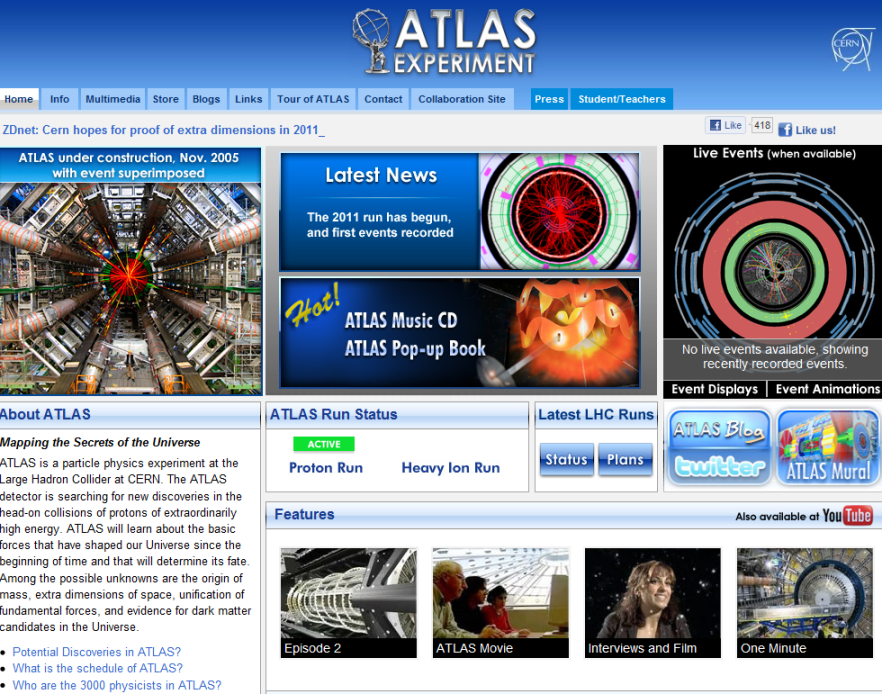 ATLAS
EXPERIMENT
CERN
Home
Info
Multimedia
Store
Blogs
Links
Tour of ATLAS
Contact
Collaboration Site
Press
Student/Teachers
ZDnet: Cern hopes for proof of extra dimensions in 2011_
Like
418
Like us!
ATLAS under construction, Nov. 2005
with event superimposed
Latest News
The 2011 run has begun,
and first events recorded
Hot!
ATLAS Music CD
ATLAS Pop-up Book
Live Events (when available)
No live events available, showing
recently recorded events.
Event Displays | Event Animations
About ATLAS
Mapping the Secrets of the Universe
ATLAS is a particle physics experiment at the
Large Hadron Collider at CERN. The ATLAS
detector is searching for new discoveries in the
head-on collisions of protons of extraordinarily
high energy. ATLAS will learn about the basic
forces that have shaped our Universe since the
beginning of time and that will determine its fate.
Among the possible unknowns are the origin of
mass, extra dimensions of space, unification of
fundamental forces, and evidence for dark matter
candidates in the Universe.
• Potential Discoveries in ATLAS?
• What is the schedule of ATLAS?
• Who are the 3000 physicists in ATLAS?
ATLAS Run Status
ACTIVE
Proton Run
Heavy Ion Run
Latest LHC Runs
Status
Plans
ATLAS Blog
twitter
ATLAS Mural
Features
Also available at YouTube
Episode 2
ATLAS Movie
Interviews and Film
One Minute